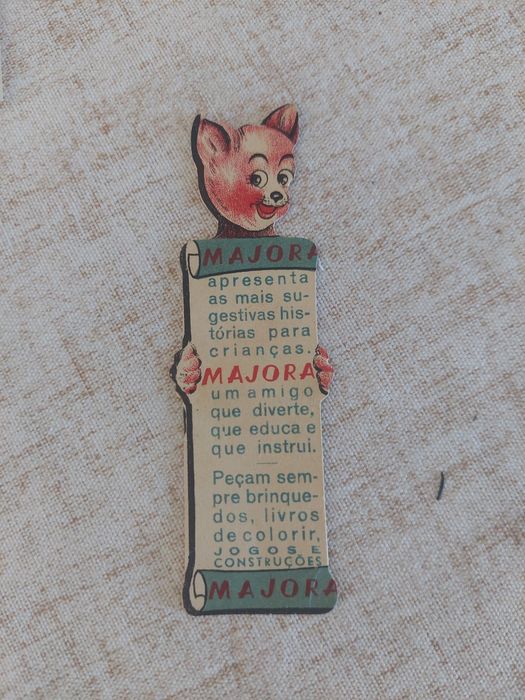 MAJORA
apresenta
as mais su-
gestivas his-
tórias para
crianças.
MAJORA
um amigo
que diverte,
que educa e
que instrui.
Peçam sem-
pre brinque-
dos, livros
de colorir,
JOGOS E
CONSTRUÇÕES
MAJORA